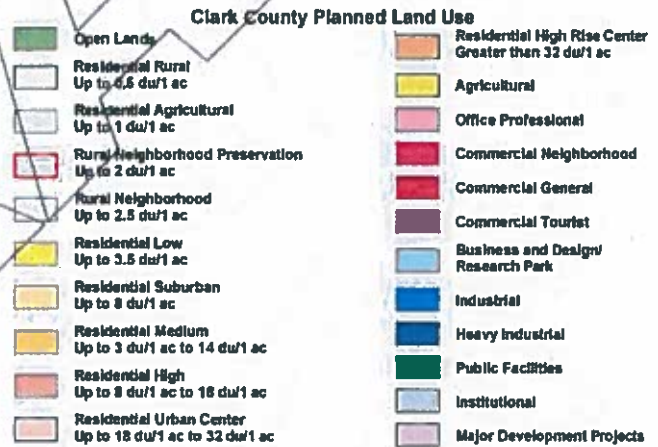 Clark County Planned Land Use
Open Lands
Residential Rural
Up to 0.5 du/1 ac
Residential Agricultural
Up to 1 du/1 ac
Rural Neighborhood Preservation
Up to 2 du/1 ac
Rural Neighborhood
Up to 2.5 du/1 ac
Residential Low
Up to 3.5 du/1 ac
Residential Suburban
Up to 8 du/1 ac
Residential Medium
Up to 3 du/1 ac to 14 du/1 ac
Residential High
Up to 8 du/1 ac to 18 du/1 ac
Residential Urban Center
Up to 18 du/1 ac to 32 du/1 ac
Residential High Rise Center
Greater than 32 du/1 ac
Agricultural
Office Professional
Commercial Neighborhood
Commercial General
Commercial Tourist
Business and Design/
Research Park
Industrial
Heavy Industrial
Public Facilities
Institutional
Major Development Projects